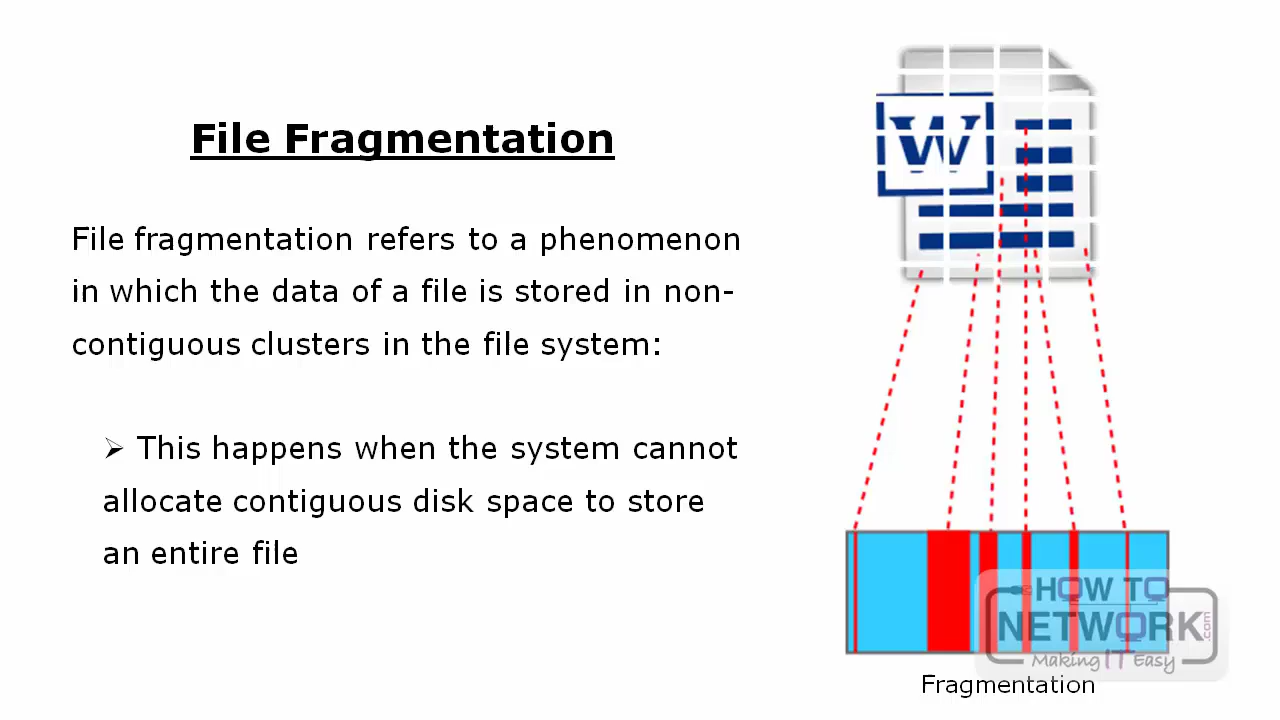 File Fragmentation
File fragmentation refers to a phenomenon
in which the data of a file is stored in non-
contiguous clusters in the file system:
➢ This happens when the system cannot
allocate contiguous disk space to store
an entire file
W
HOW TO
NETWORK.com
Making IT Easy
Fragmentation